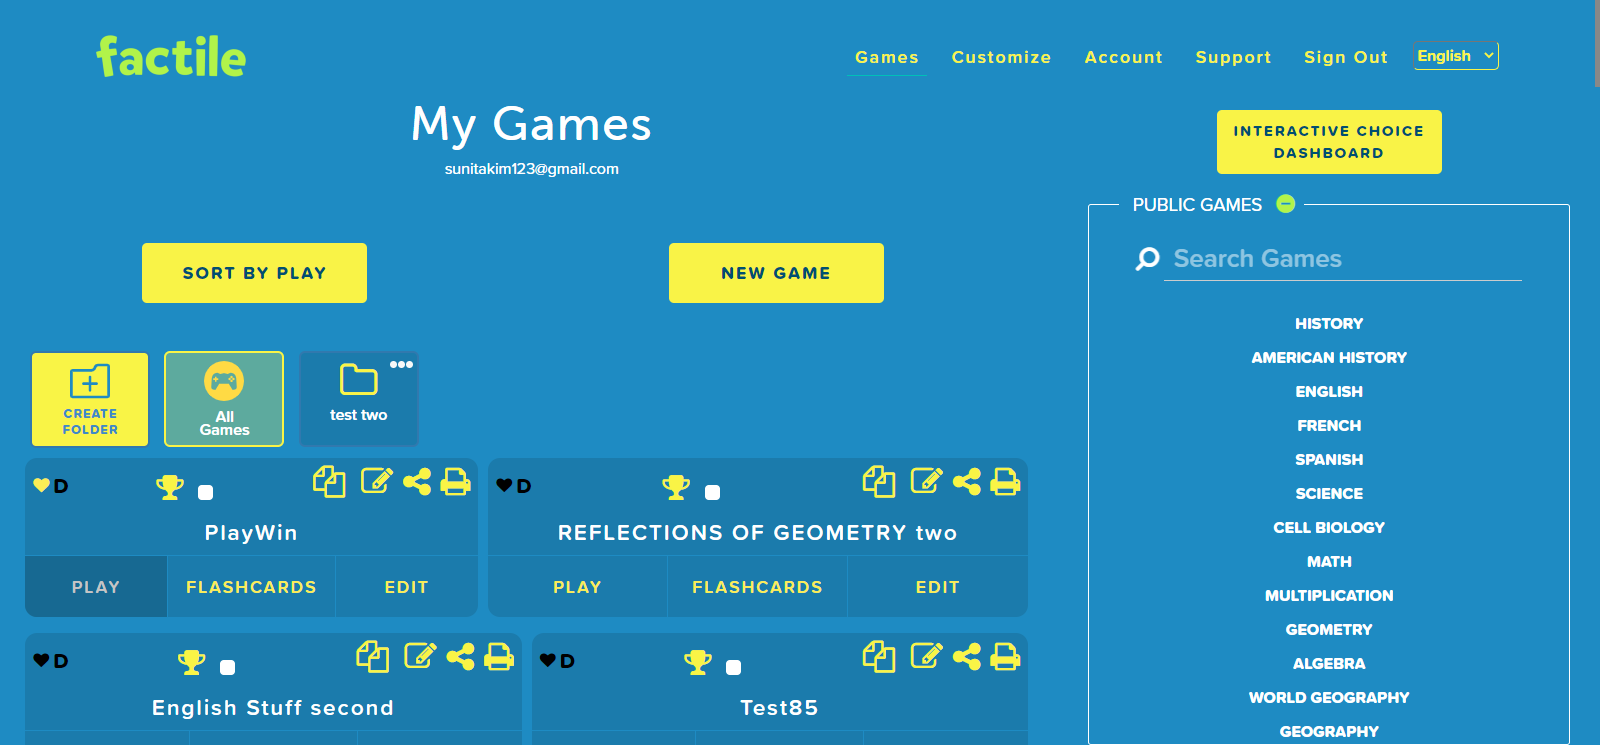 factile
Games
Customize
Account
Support
Sign Out
English
My Games
sunitakim123@gmail.com
INTERACTIVE CHOICE
DASHBOARD
SORT BY PLAY
NEW GAME
CREATE
FOLDER
All
Games
test two
D
PlayWin
PLAY
FLASHCARDS
EDIT
D
REFLECTIONS OF GEOMETRY two
PLAY
FLASHCARDS
EDIT
D
English Stuff second
D
Test85
PUBLIC GAMES
Search Games
HISTORY
AMERICAN HISTORY
ENGLISH
FRENCH
SPANISH
SCIENCE
CELL BIOLOGY
MATH
MULTIPLICATION
GEOMETRY
ALGEBRA
WORLD GEOGRAPHY
GEOGRAPHY